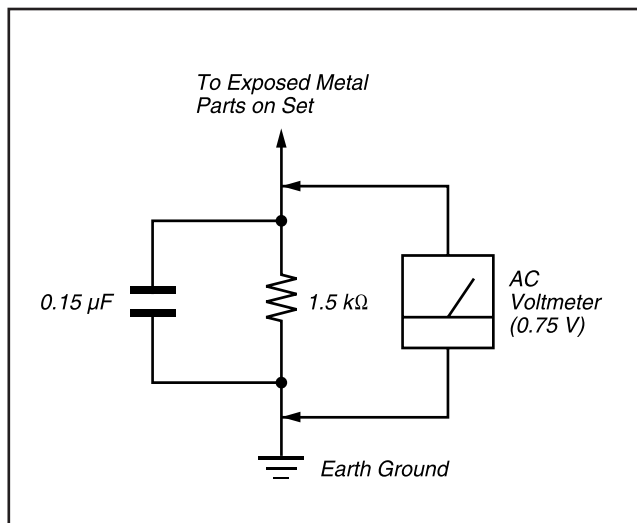 To Exposed Metal
Parts on Set
0.15 μF
1.5 kΩ
AC
Voltmeter
(0.75 V)
Earth Ground